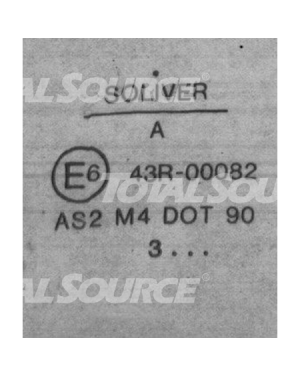 SOLIVER
A
E6 43R-00082
AS2 M4 DOT 90
3...
TOTAL SOURCE®
TOTAL SOURCE
TOTAL SOURCE®